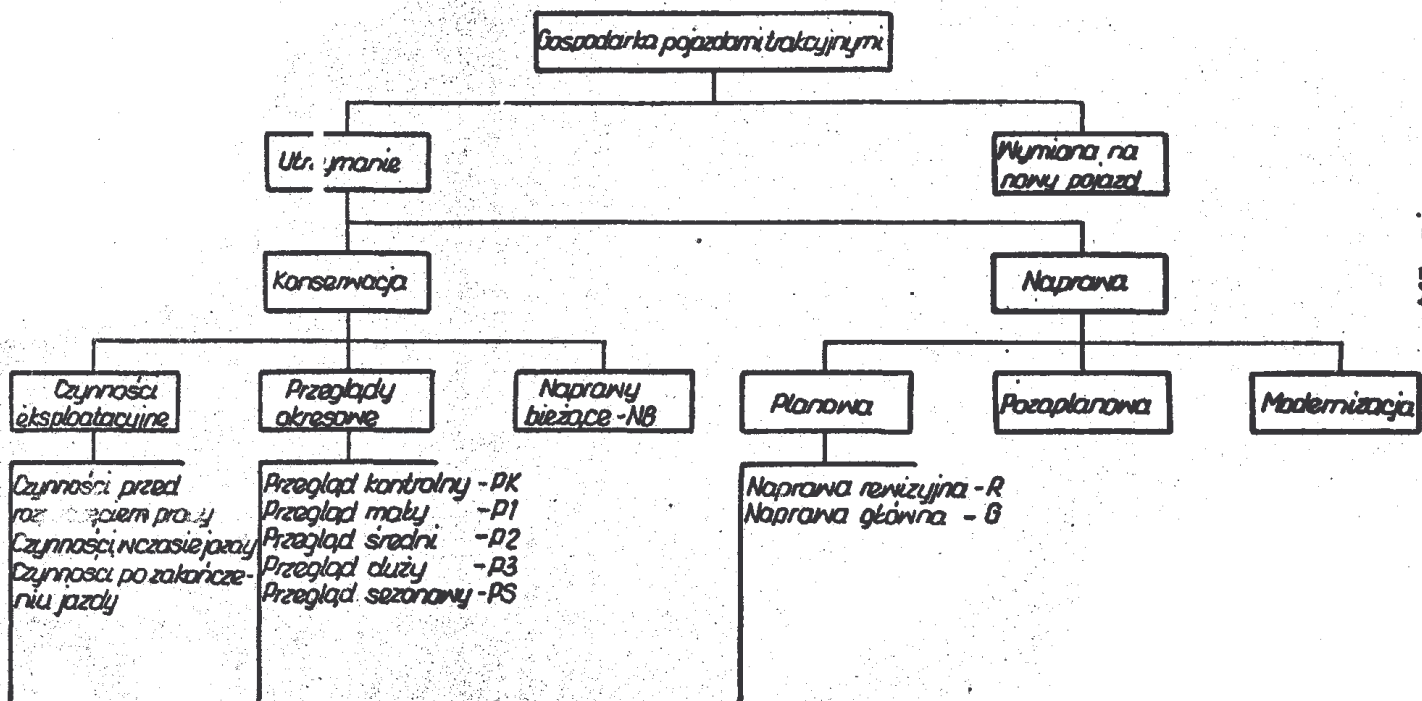 Gospodarka pojazdami trakcyjnymi
Utrzymanie
Wymiana na
nowy pojazd
Konserwacja
Naprawa
Czynności
eksploatacyjne
Przeglądy
okresowe
Naprawy
bieżące - NB
Planowa
Pozaplanowa
Modernizacja
Czynności przed
pracy
Czynności w czasie jazdy
Czynności po zakończe-
niu jazdy
Przegląd kontrolny - PK
Przegląd mały - P1
Przegląd średni - P2
Przegląd duży - P3
Przegląd sezonowy - PS
Naprawa rewizyjna - R
Naprawa główna - G